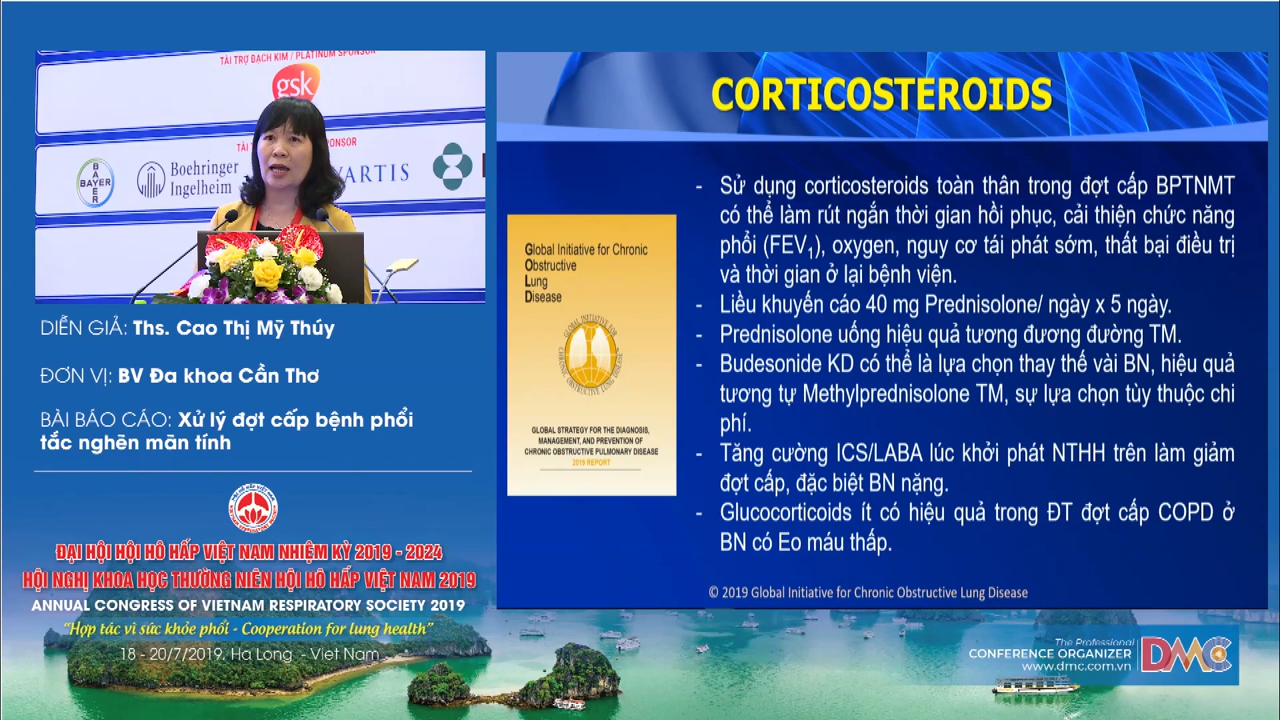 TÀI TRỢ BẠCH KIM / PLATINUM SPONSOR
gsk
BAYER
BAYER
Boehringer
Ingelheim
DIỄN GIẢ: Ths. Cao Thị Mỹ Thúy
ĐƠN VỊ: BV Đa khoa Cần Thơ
BÀI BÁO CÁO: Xử lý đợt cấp bệnh phổi
tắc nghẽn mãn tính
ĐẠI HỘI HỘI HÔ HẤP VIỆT NAM NHIỆM KỲ 2019 - 2024
HỘI NGHỊ KHOA HỌC THƯỜNG NIÊN HỘI HÔ HẤP VIỆT NAM 2019
ANNUAL CONGRESS OF VIETNAM RESPIRATORY SOCIETY 2019
“Hợp tác vì sức khỏe phổi - Cooperation for lung health”
18 - 20/7/2019, Ha Long - Viet Nam
CORTICOSTEROIDS
Global Initiative for Chronic
Obstructive
Lung
Disease
GLOBAL STRATEGY FOR THE DIAGNOSIS,
MANAGEMENT, AND PREVENTION OF
CHRONIC OBSTRUCTIVE PULMONARY DISEASE
2019 REPORT
- Sử dụng corticosteroids toàn thân trong đợt cấp BPTNMT
có thể làm rút ngắn thời gian hồi phục, cải thiện chức năng
phổi (FEV₁), oxygen, nguy cơ tái phát sớm, thất bại điều trị
và thời gian ở lại bệnh viện.
- Liều khuyến cáo 40 mg Prednisolone/ ngày x 5 ngày.
- Prednisolone uống hiệu quả tương đương đường TM.
- Budesonide KD có thể là lựa chọn thay thế vài BN, hiệu quả
tương tự Methylprednisolone TM, sự lựa chọn tùy thuộc chi
phí.
- Tăng cường ICS/LABA lúc khởi phát NTHH trên làm giảm
đợt cấp, đặc biệt BN nặng.
- Glucocorticoids ít có hiệu quả trong ĐT đợt cấp COPD ở
BN có Eo máu thấp.
© 2019 Global Initiative for Chronic Obstructive Lung Disease
The Professional
CONFERENCE ORGANIZER
www.dmc.com.vn
DMC